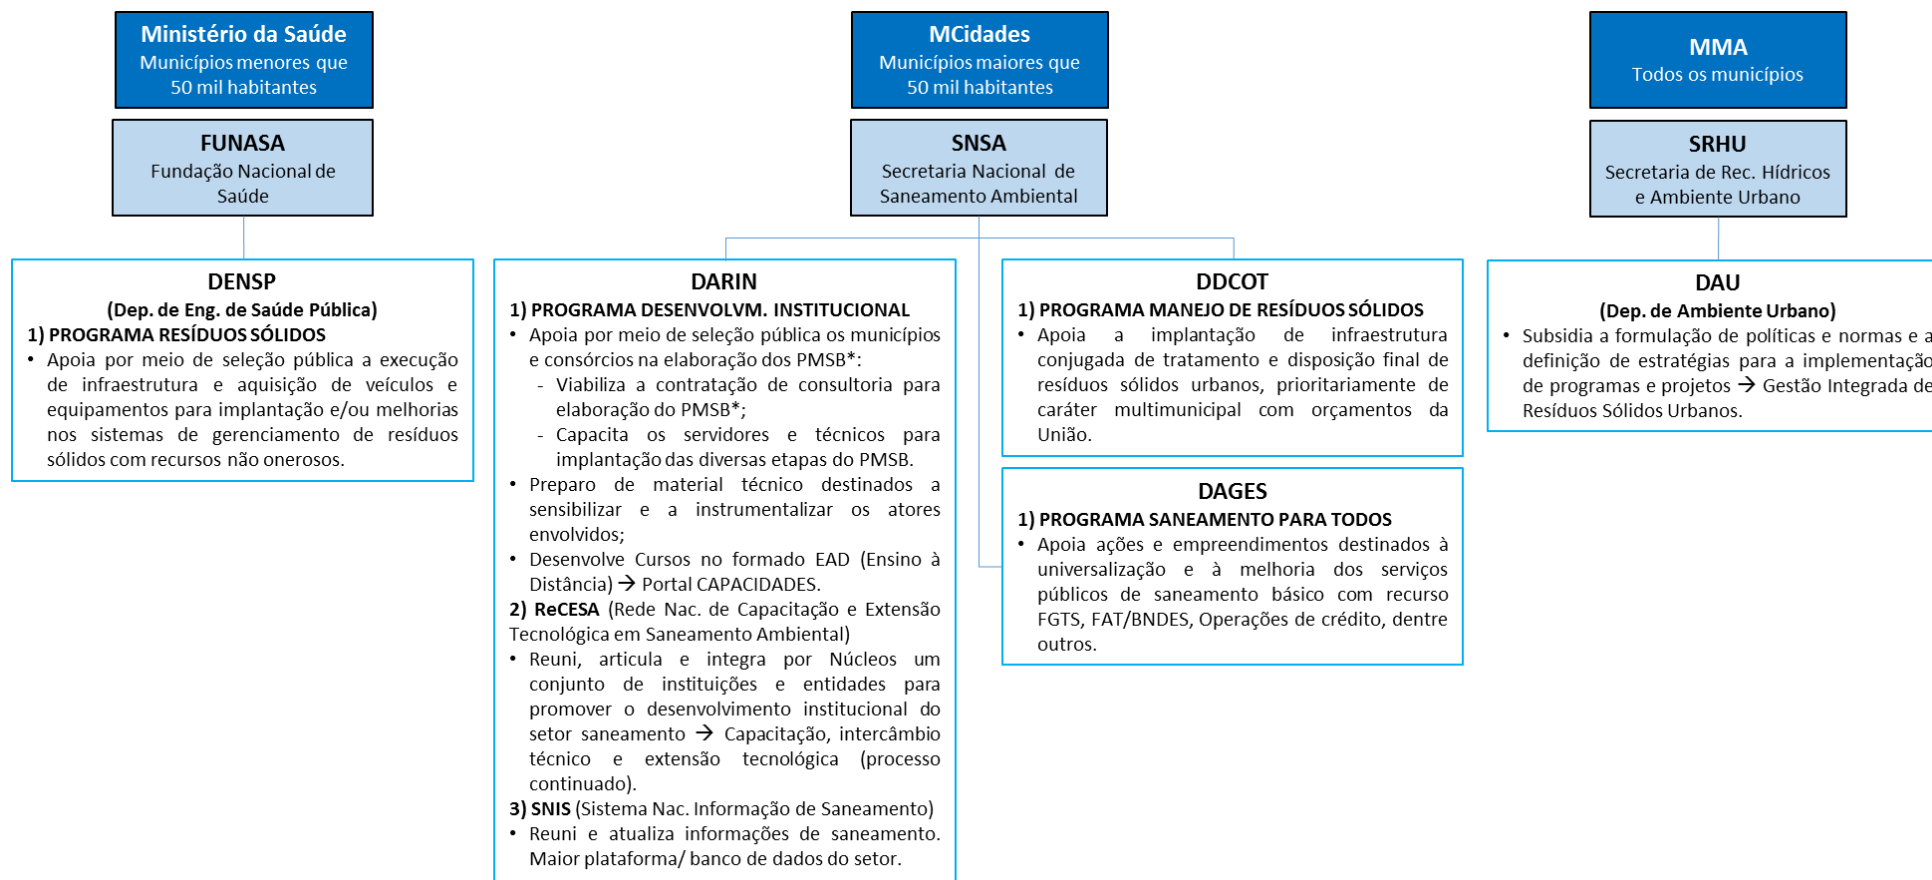 Ministério da Saúde
Municípios menores que
50 mil habitantes
FUNASA
Fundação Nacional de
Saúde
DENSP
(Dep. de Eng. de Saúde Pública)
1) PROGRAMA RESÍDUOS SÓLIDOS
• Apoia por meio de seleção pública a execução
de infraestrutura e aquisição de veículos e
equipamentos para implantação e/ou melhorias
nos sistemas de gerenciamento de resíduos
sólidos com recursos não onerosos.
MCidades
Municípios maiores que
50 mil habitantes
SNSA
Secretaria Nacional de
Saneamento Ambiental
DARIN
1) PROGRAMA DESENVOLVM. INSTITUCIONAL
• Apoia por meio de seleção pública os municípios
e consórcios na elaboração dos PMSB*:
- Viabiliza a contratação de consultoria para
elaboração do PMSB*;
- Capacita os servidores e técnicos para
implantação das diversas etapas do PMSB.
• Preparo de material técnico destinados a
sensibilizar e a instrumentalizar os atores
envolvidos;
• Desenvolve Cursos no formado EAD (Ensino à
Distância) → Portal CAPACIDADES.
2) ReCESA (Rede Nac. de Capacitação e Extensão
Tecnológica em Saneamento Ambiental)
• Reuni, articula e integra por Núcleos um
conjunto de instituições e entidades para
promover o desenvolvimento institucional do
setor saneamento → Capacitação, intercâmbio
técnico e extensão tecnológica (processo
continuado).
3) SNIS (Sistema Nac. Informação de Saneamento)
• Reuni e atualiza informações de saneamento.
Maior plataforma/ banco de dados do setor.
DDCOT
1) PROGRAMA MANEJO DE RESÍDUOS SÓLIDOS
• Apoia a implantação de infraestrutura
conjugada de tratamento e disposição final de
resíduos sólidos urbanos, prioritariamente de
caráter multimunicipal com orçamentos da
União.
DAGES
1) PROGRAMA SANEAMENTO PARA TODOS
• Apoia ações e empreendimentos destinados à
universalização e à melhoria dos serviços
públicos de saneamento básico com recurso
FGTS, FAT/BNDES, Operações de crédito, dentre
outros.
MMA
Todos os municípios
SRHU
Secretaria de Rec. Hídricos
e Ambiente Urbano
DAU
(Dep. de Ambiente Urbano)
• Subsidia a formulação de políticas e normas e a
definição de estratégias para a implementação
de programas e projetos → Gestão Integrada de
Resíduos Sólidos Urbanos.